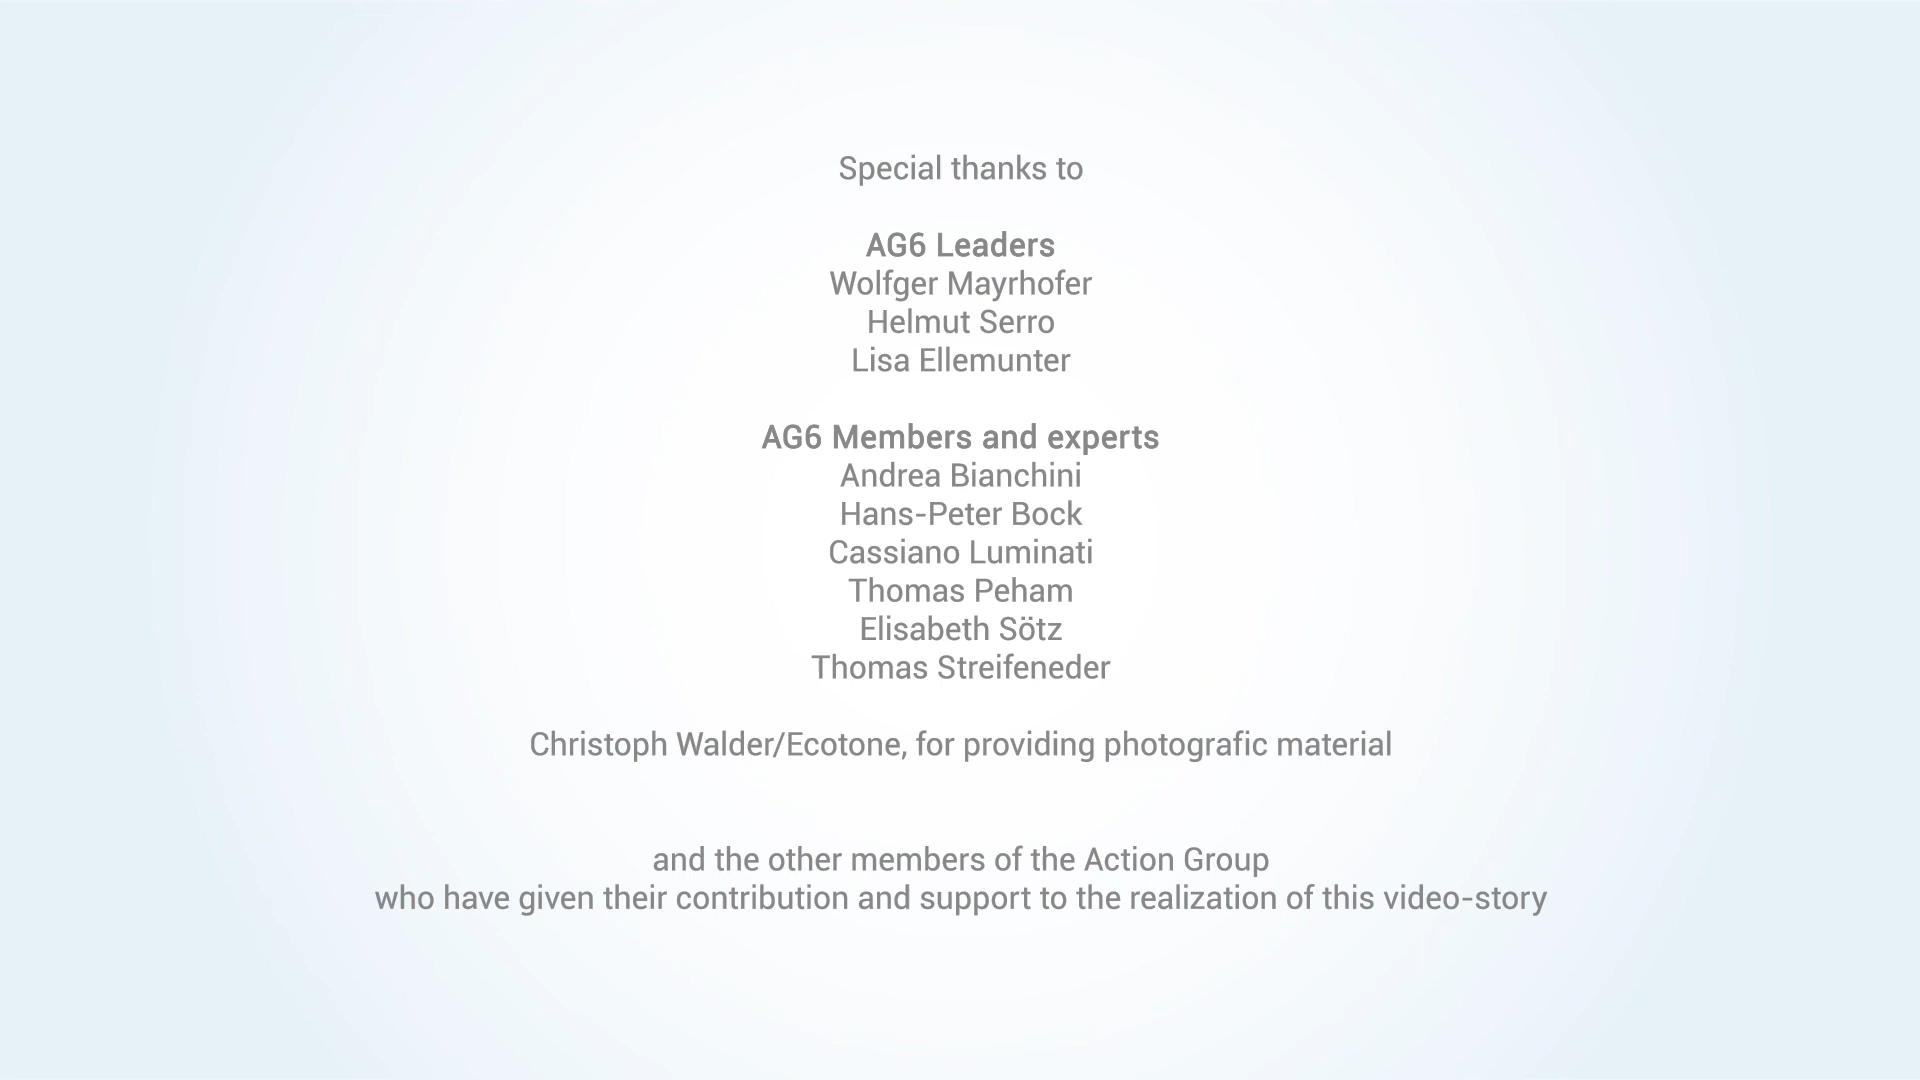 Special thanks to
AG6 Leaders
Wolfger Mayrhofer
Helmut Serro
Lisa Ellemunter
AG6 Members and experts
Andrea Bianchini
Hans-Peter Bock
Cassiano Luminati
Thomas Peham
Elisabeth Sötz
Thomas Streifeneder
Christoph Walder/Ecotone, for providing photografic material
and the other members of the Action Group
who have given their contribution and support to the realization of this video-story